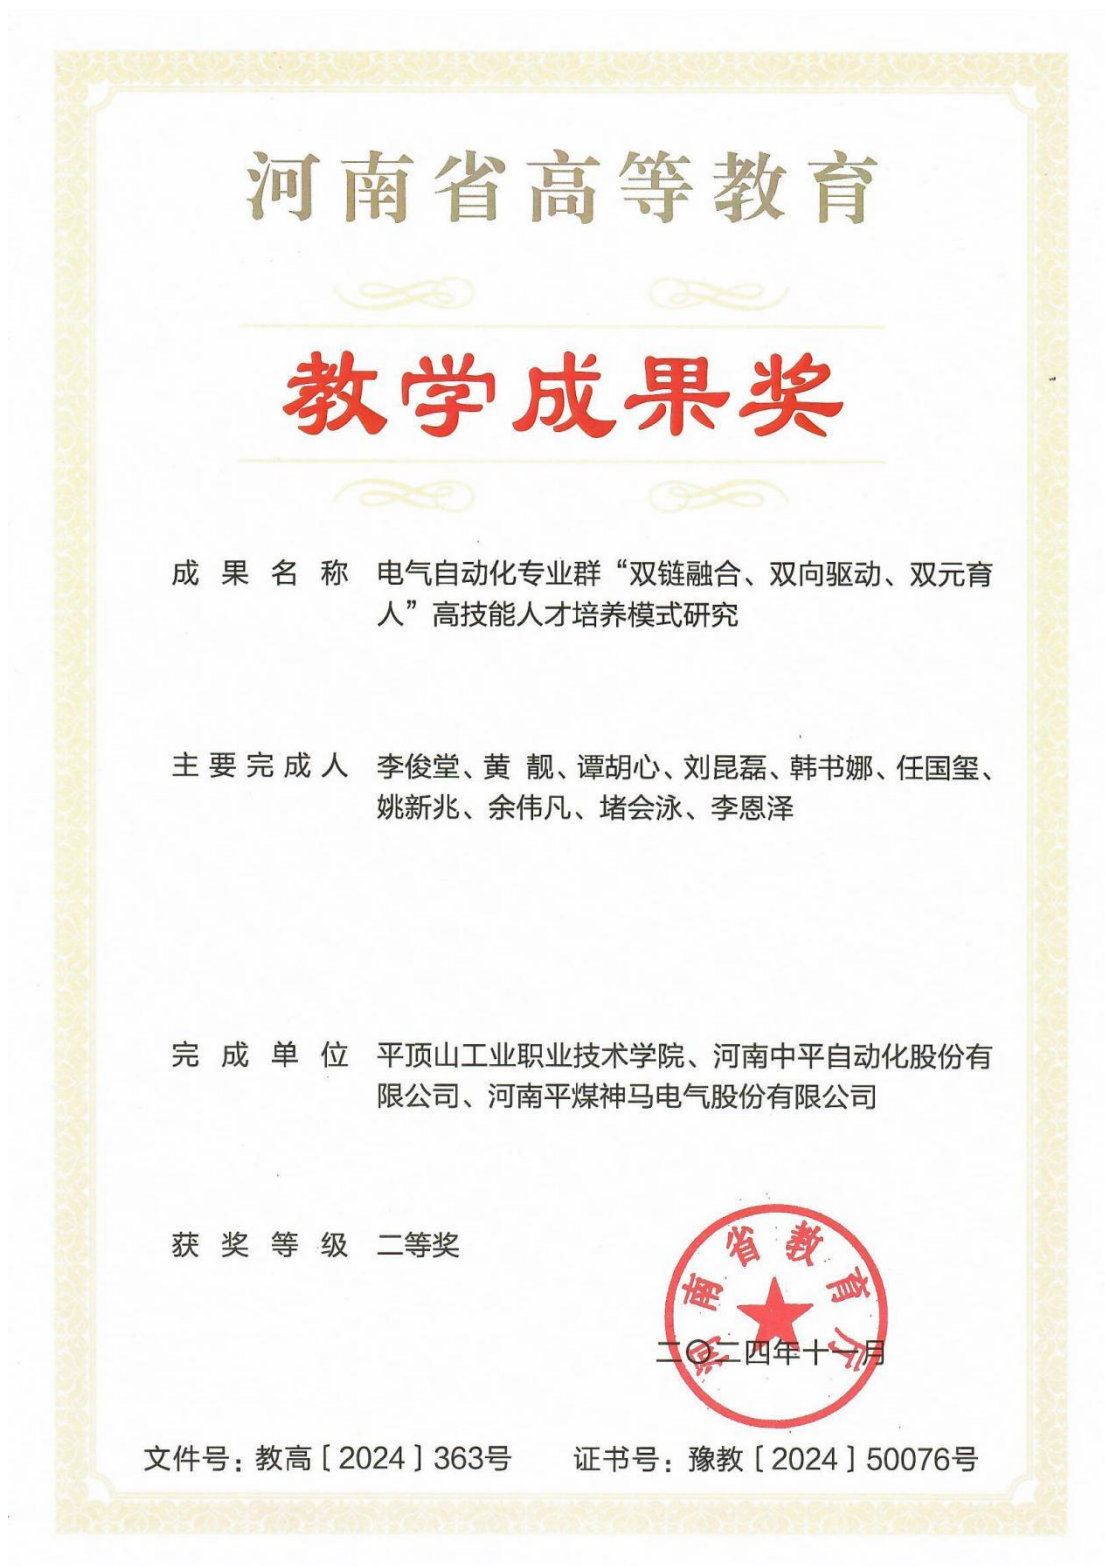 河南省高等教育
教学成果奖
成果名称 电气自动化专业群“双链融合、双向驱动、双元育
人”高技能人才培养模式研究
主要完成人 李俊堂、黄 靓、谭胡心、刘昆磊、韩书娜、任国玺、
姚新兆、余伟凡、堵会泳、李恩泽
完成单位 平顶山工业职业技术学院、河南中平自动化股份有
限公司、河南平煤神马电气股份有限公司
获奖等级 二等奖
河南省教育厅
二〇二四年十一月
文件号：教高〔2024〕363号 证书号：豫教〔2024〕50076号